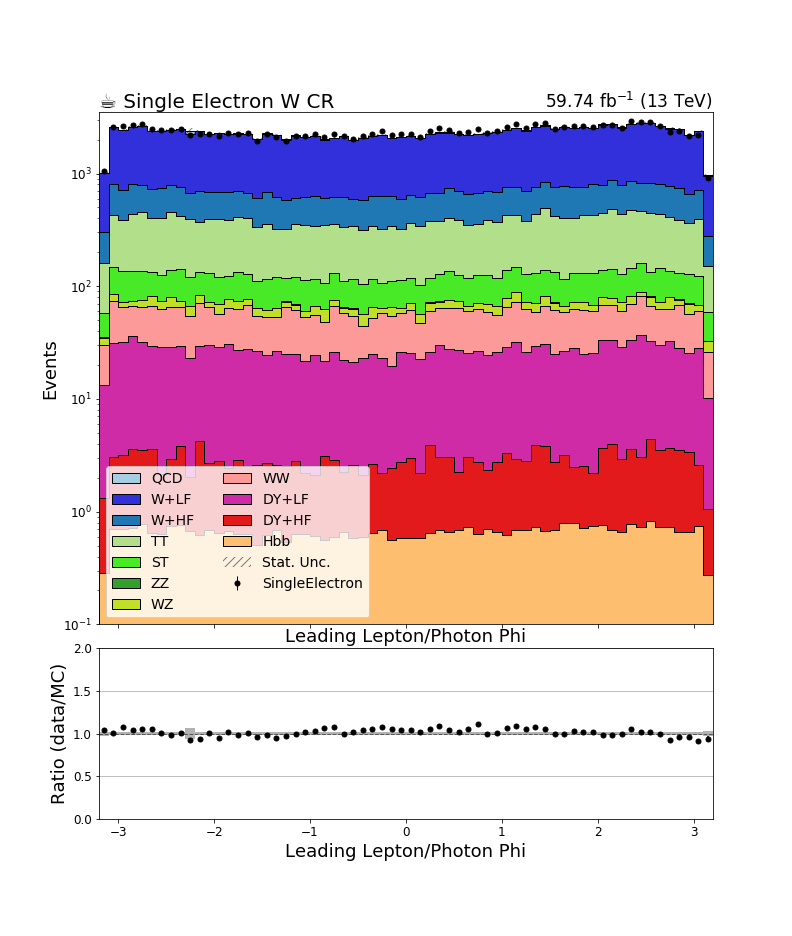 ☕ Single Electron W CR
59.74 fb⁻¹ (13 TeV)
Events
10³
10²
10¹
10⁰
10⁻¹
QCD
W+LF
W+HF
TT
ST
ZZ
WZ
WW
DY+LF
DY+HF
Hbb
Stat. Unc.
SingleElectron
Leading Lepton/Photon Phi
Ratio (data/MC)
2.0
1.5
1.0
0.5
0.0
−3 −2 −1 0 1 2 3
Leading Lepton/Photon Phi